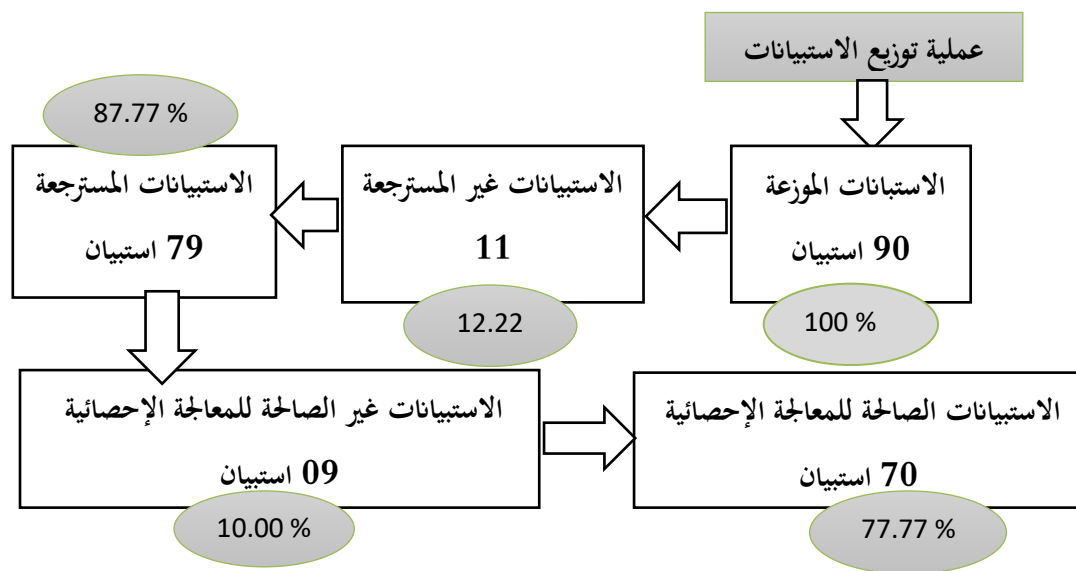 عملية توزيع الاستبيانات
الاستبانات الموزعة
90 استبيان
100 %
الاستبيانات غير المسترجعة
11
12.22
87.77 %
الاستبيانات المسترجعة
79 استبيان
الاستبيانات غير الصالحة للمعالجة الإحصائية
09 استبيان
10.00 %
الاستبيانات الصالحة للمعالجة الإحصائية
70 استبيان
77.77 %